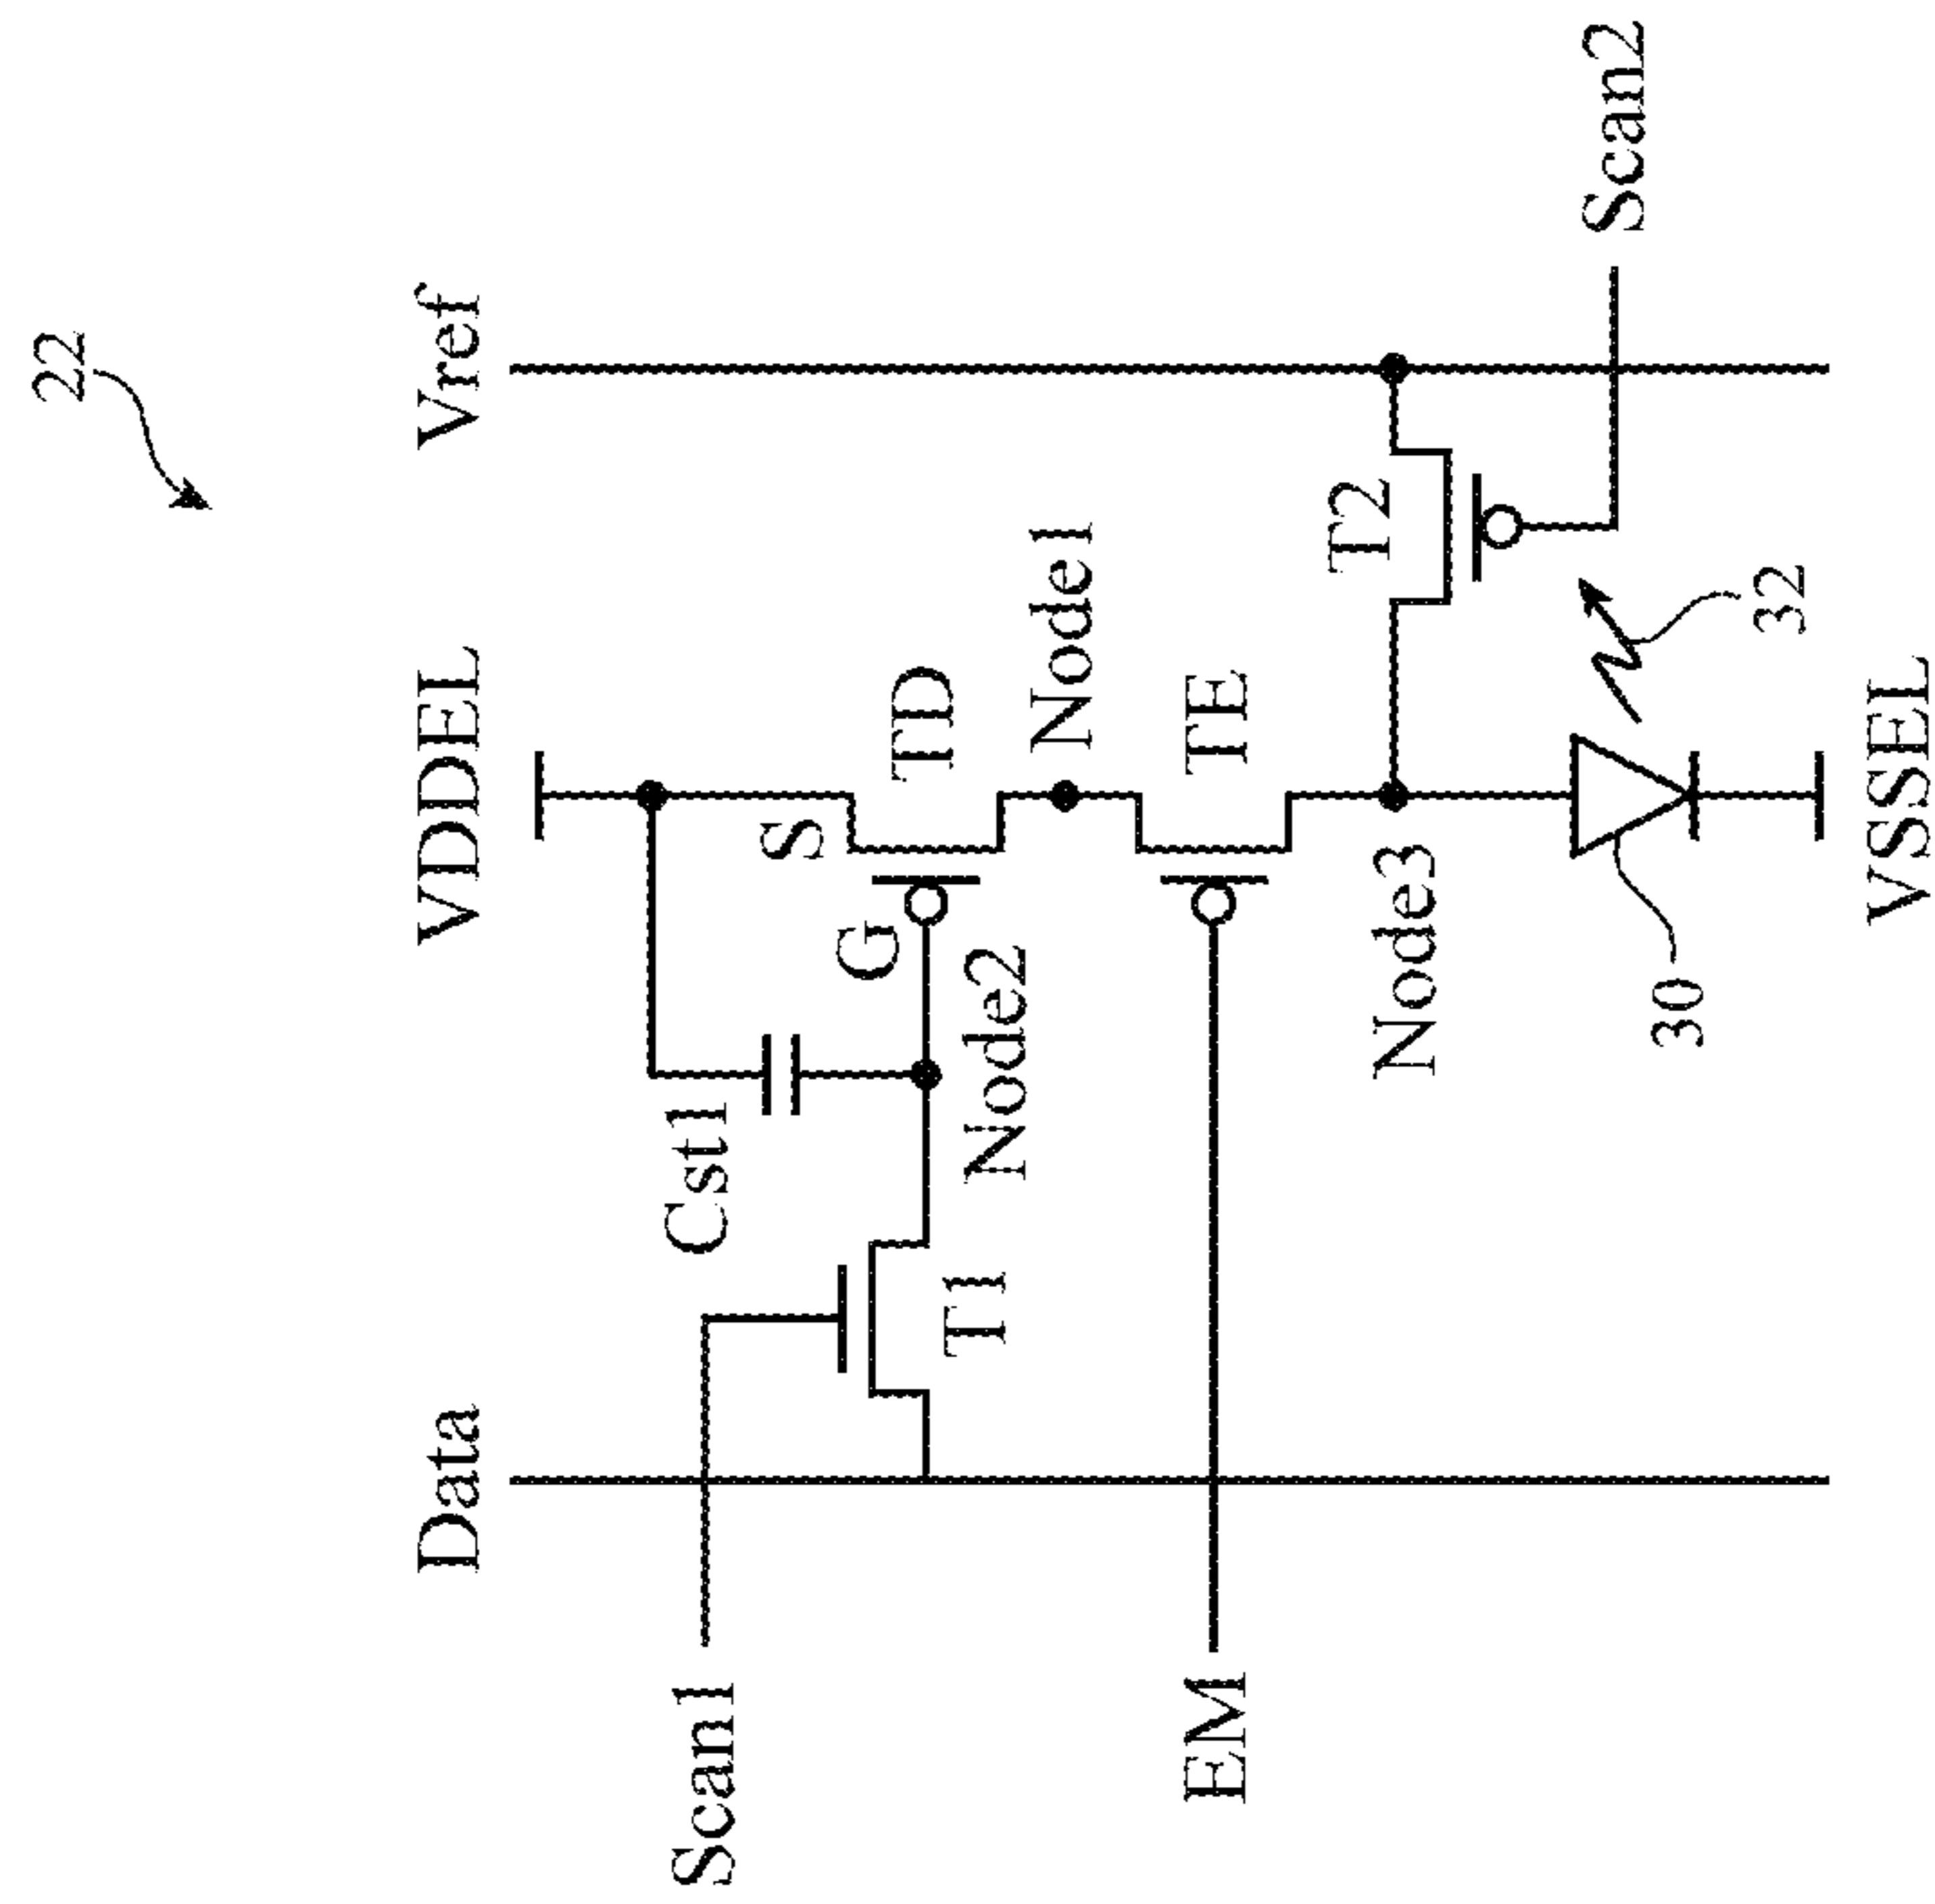 22
Data
VDDEL
Vref
Scan1
Cst1
S
G
TD
T1
Node2
Node1
EM
TE
T2
Node3
Scan2
30
32
VSSEL